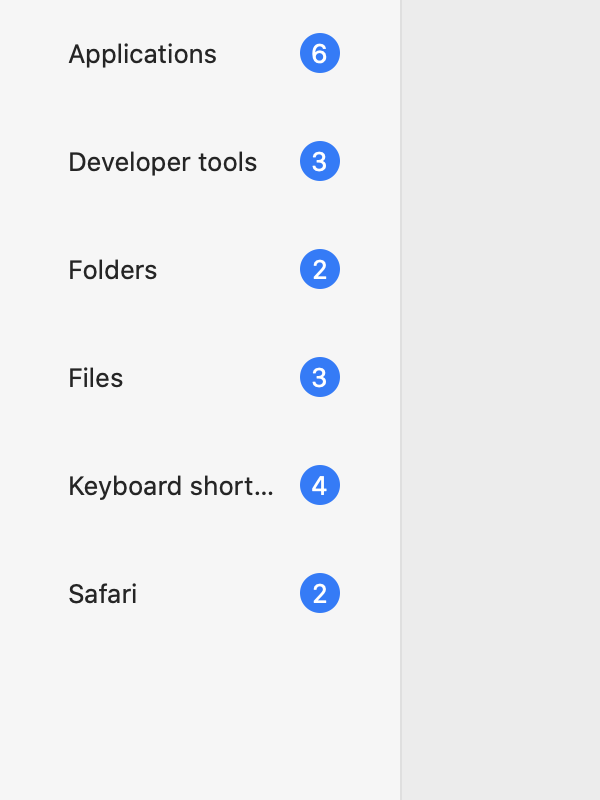 Applications 6
Developer tools 3
Folders 2
Files 3
Keyboard short... 4
Safari 2